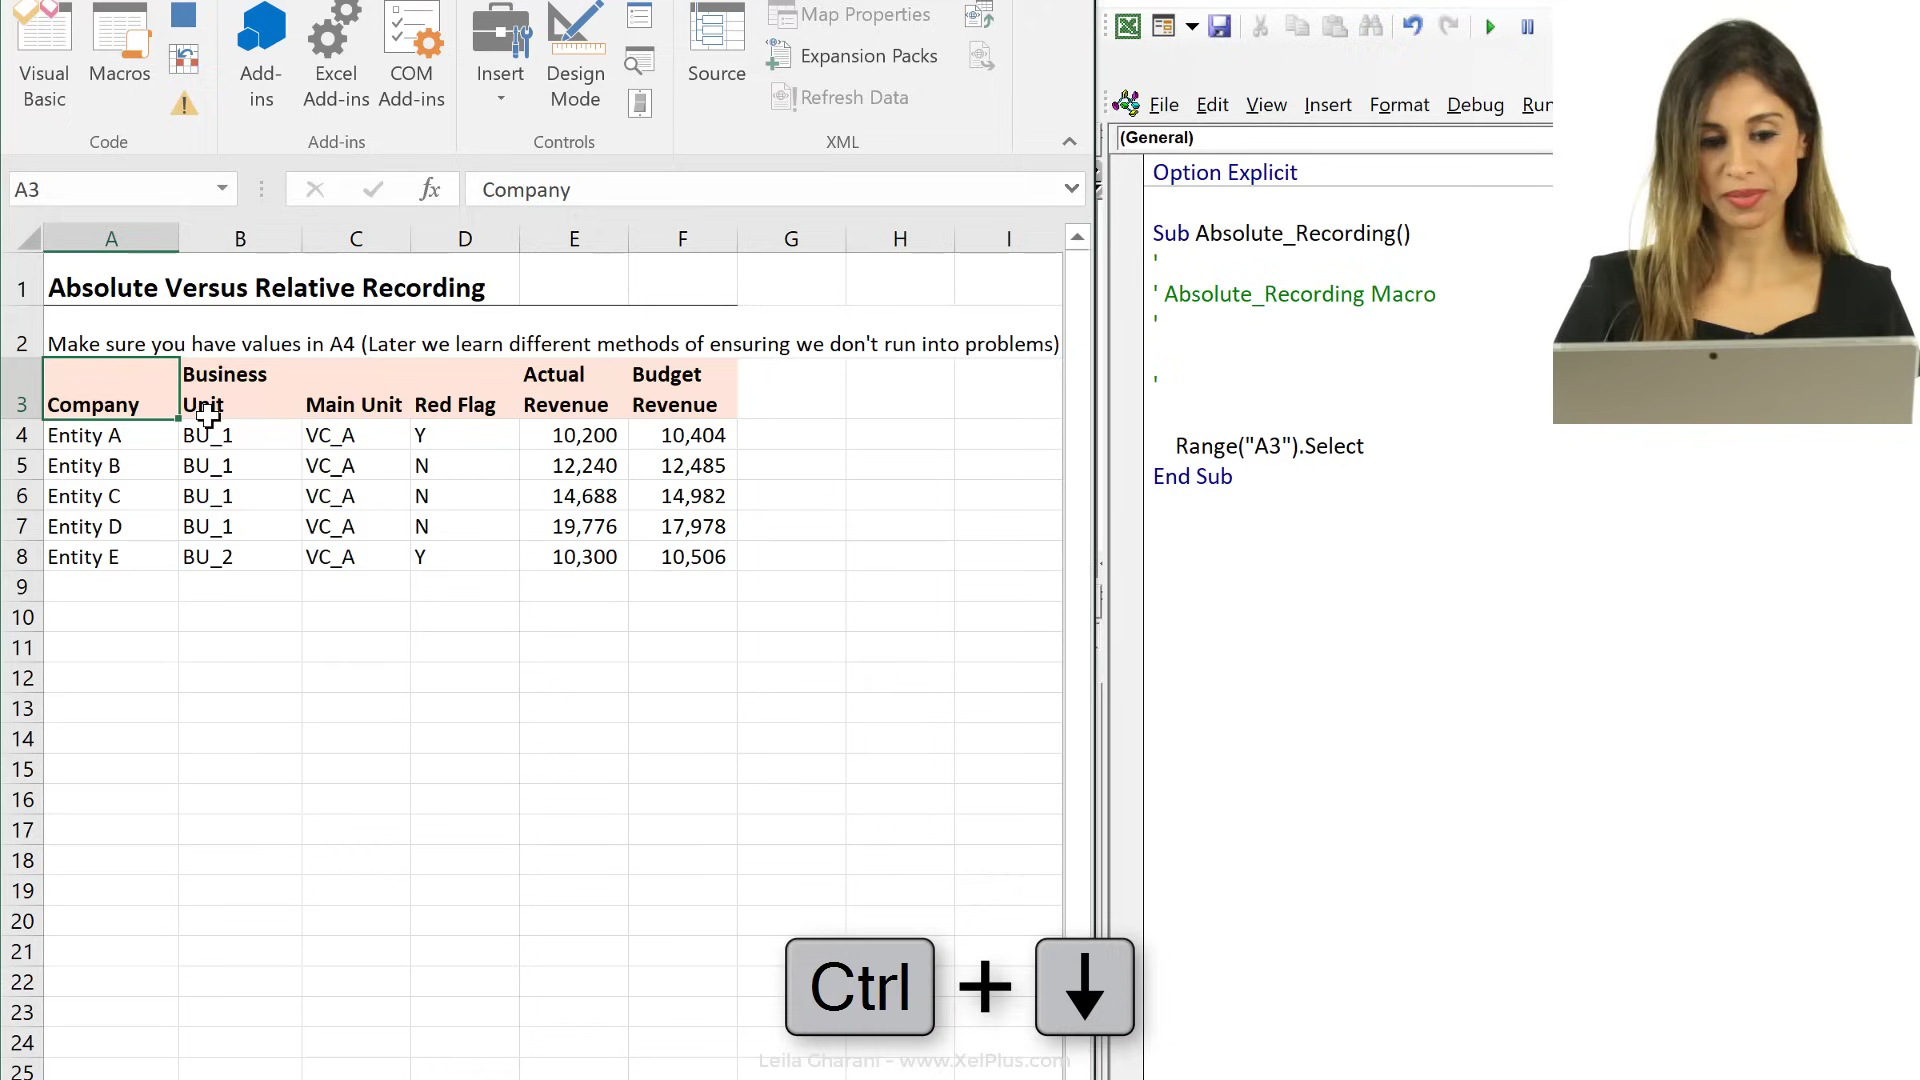 Visual Basic
Macros
Add-ins
Excel Add-ins
COM Add-ins
Insert
Design Mode
Source
Map Properties
Expansion Packs
Refresh Data
Code
Add-ins
Controls
XML
A3
fx
Company
A B C D E F G H I
1 Absolute Versus Relative Recording
2 Make sure you have values in A4 (Later we learn different methods of ensuring we don't run into problems)
3 Company Business Unit Main Unit Red Flag Actual Revenue Budget Revenue
4 Entity A BU_1 VC_A Y 10,200 10,404
5 Entity B BU_1 VC_A N 12,240 12,485
6 Entity C BU_1 VC_A N 14,688 14,982
7 Entity D BU_1 VC_A N 19,776 17,978
8 Entity E BU_2 VC_A Y 10,300 10,506
9
10
11
12
13
14
15
16
17
18
19
20
21
22
23
24
25
File Edit View Insert Format Debug Run
(General)
Option Explicit
Sub Absolute_Recording()
'
' Absolute_Recording Macro
'
'
Range("A3").Select
End Sub
Ctrl + ↓
Leila Gharani - www.XelPlus.com